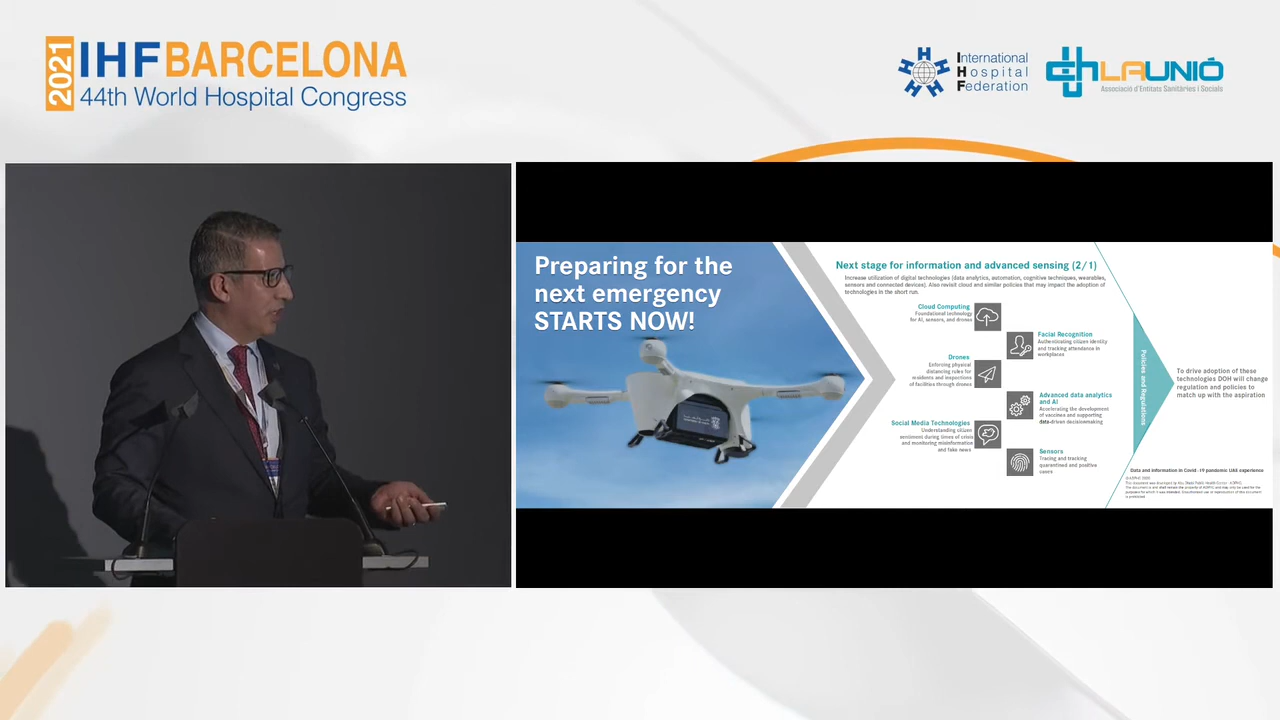 2021
IHF BARCELONA
44th World Hospital Congress
International
Hospital
Federation
LAUNIÓ
Associació d'Entitats Sanitàries i Socials
Preparing for the
next emergency
STARTS NOW!
Next stage for information and advanced sensing (2/1)
Increase utilization of digital technologies (data analytics, automation, cognitive techniques, wearables,
sensors and connected devices). Also revisit cloud and similar policies that may impact the adoption of
technologies in the short run.
Cloud Computing
Foundational technology
for AI, sensors, and drones
Facial Recognition
Authenticating citizen identity
and tracking attendance in
workplaces
Drones
Enforcing physical
distancing rules for
residents and inspections
of facilities through drones
Advanced data analytics
and AI
Accelerating the development
of vaccines and supporting
data-driven decisionmaking
Social Media Technologies
Understanding citizen
sentiment during times of crisis
and monitoring misinformation
and fake news
Sensors
Tracing and tracking
quarantined and positive
cases
Policies and Regulations
To drive adoption of these
technologies DOH will change
regulation and policies to
match up with the aspiration
Data and Information in Covid -19 pandemic UAE experience